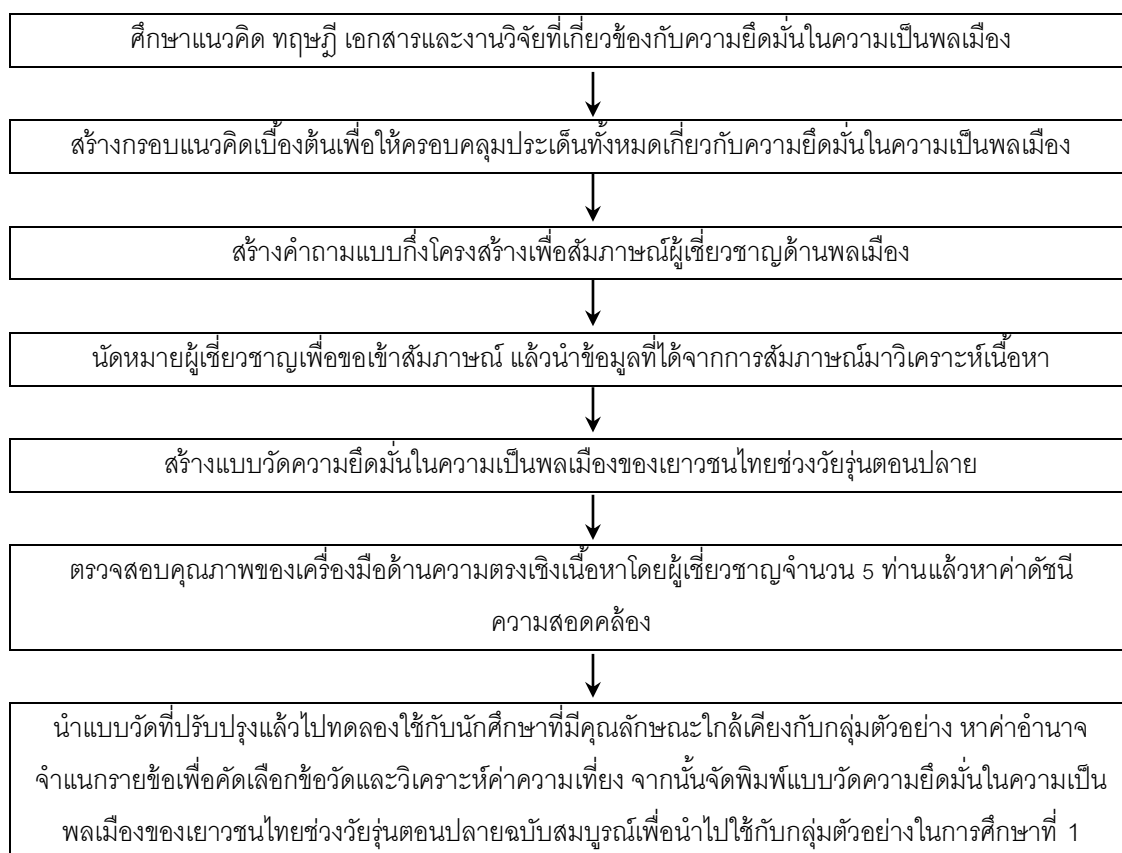 ศึกษาแนวคิด ทฤษฎี เอกสารและงานวิจัยที่เกี่ยวข้องกับความยึดมั่นในความเป็นพลเมือง
สร้างกรอบแนวคิดเบื้องต้นเพื่อให้ครอบคลุมประเด็นทั้งหมดเกี่ยวกับความยึดมั่นในความเป็นพลเมือง
สร้างคำถามแบบกึ่งโครงสร้างเพื่อสัมภาษณ์ผู้เชี่ยวชาญด้านพลเมือง
นัดหมายผู้เชี่ยวชาญเพื่อขอเข้าสัมภาษณ์ แล้วนำข้อมูลที่ได้จากการสัมภาษณ์มาวิเคราะห์เนื้อหา
สร้างแบบวัดความยึดมั่นในความเป็นพลเมืองของเยาวชนไทยช่วงวัยรุ่นตอนปลาย
ตรวจสอบคุณภาพของเครื่องมือด้านความตรงเชิงเนื้อหาโดยผู้เชี่ยวชาญจำนวน 5 ท่านแล้วหาค่าดัชนี
ความสอดคล้อง
นำแบบวัดที่ปรับปรุงแล้วไปทดลองใช้กับนักศึกษาที่มีคุณลักษณะใกล้เคียงกับกลุ่มตัวอย่าง หาค่าอำนาจ
จำแนกรายข้อเพื่อคัดเลือกข้อวัดและวิเคราะห์ค่าความเที่ยง จากนั้นจัดพิมพ์แบบวัดความยึดมั่นในความเป็น
พลเมืองของเยาวชนไทยช่วงวัยรุ่นตอนปลายฉบับสมบูรณ์เพื่อนำไปใช้กับกลุ่มตัวอย่างในการศึกษาที่ 1